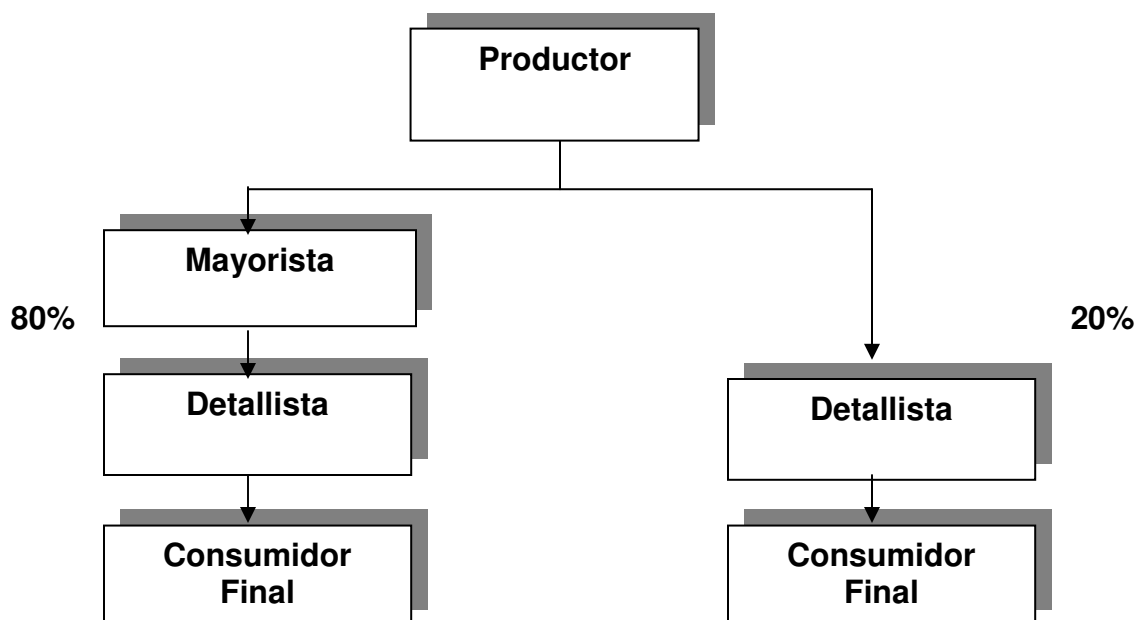 Productor
Mayorista
80%
20%
Detallista
Detallista
Consumidor
Final
Consumidor
Final